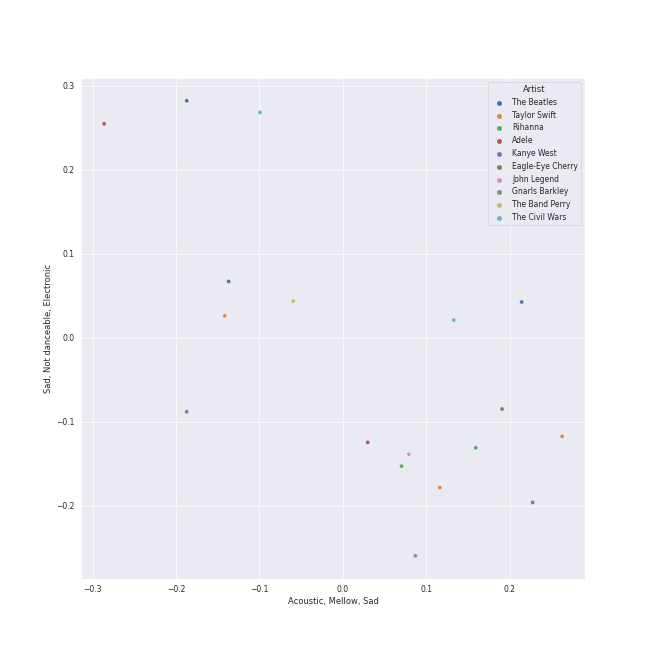 Artist
The Beatles
Taylor Swift
Rihanna
Adele
Kanye West
Eagle-Eye Cherry
John Legend
Gnarls Barkley
The Band Perry
The Civil Wars
0.3
0.2
0.1
0.0
−0.1
−0.2
Sad, Not danceable, Electronic
−0.3 −0.2 −0.1 0.0 0.1 0.2
Acoustic, Mellow, Sad